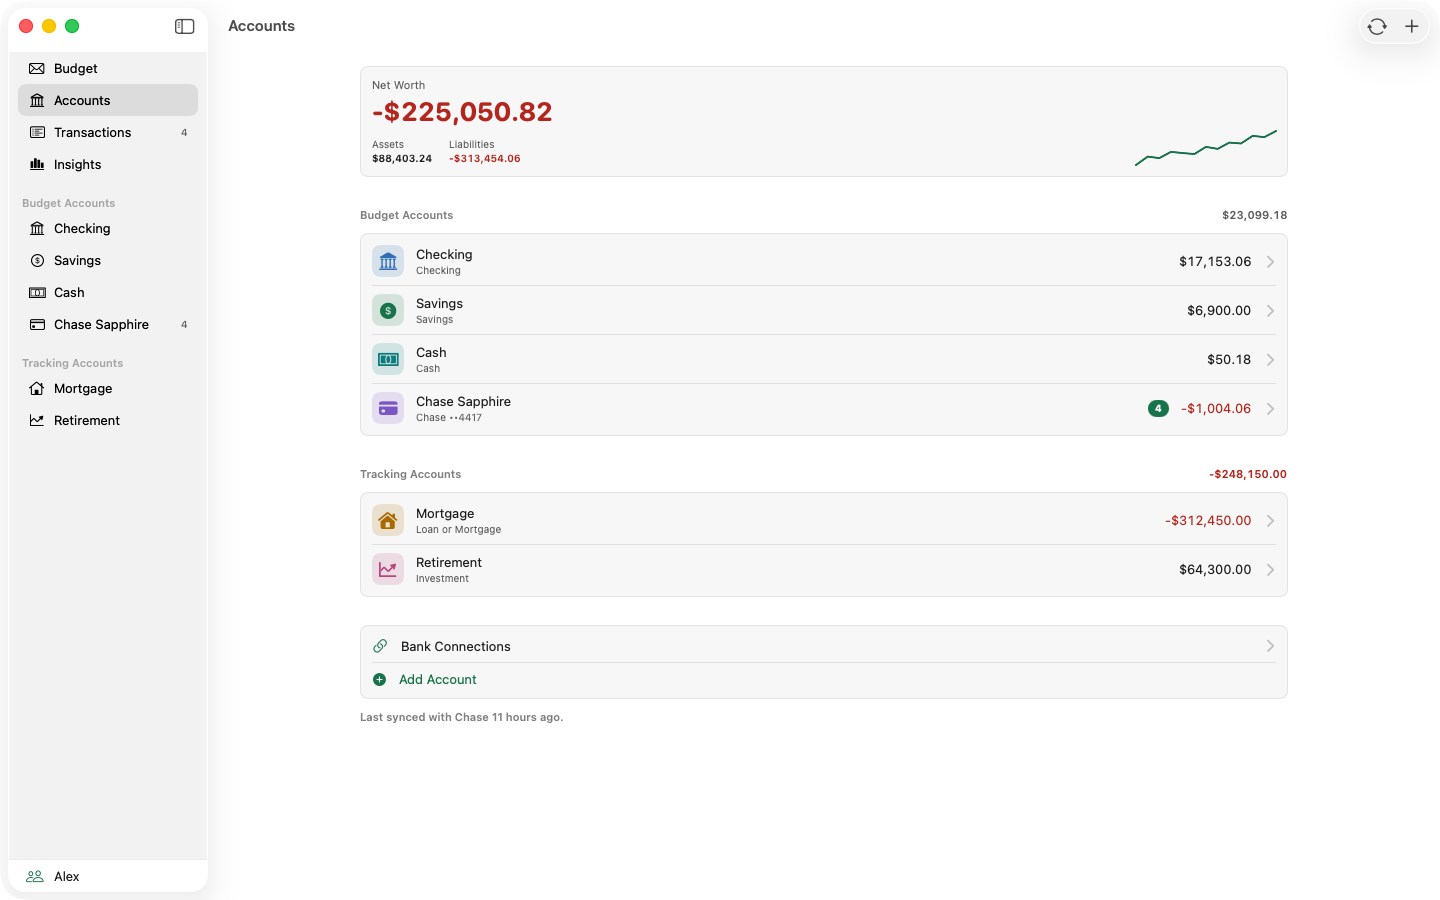 Accounts
Budget
Accounts
Transactions 4
Insights
Budget Accounts
Checking
Savings
Cash
Chase Sapphire 4
Tracking Accounts
Mortgage
Retirement
Alex
Net Worth
-$225,050.82
Assets Liabilities
$88,403.24 -$313,454.06
Budget Accounts $23,099.18
Checking
Checking
$17,153.06
Savings
Savings
$6,900.00
Cash
Cash
$50.18
Chase Sapphire
Chase ••4417
4 -$1,004.06
Tracking Accounts -$248,150.00
Mortgage
Loan or Mortgage
-$312,450.00
Retirement
Investment
$64,300.00
Bank Connections
Add Account
Last synced with Chase 11 hours ago.